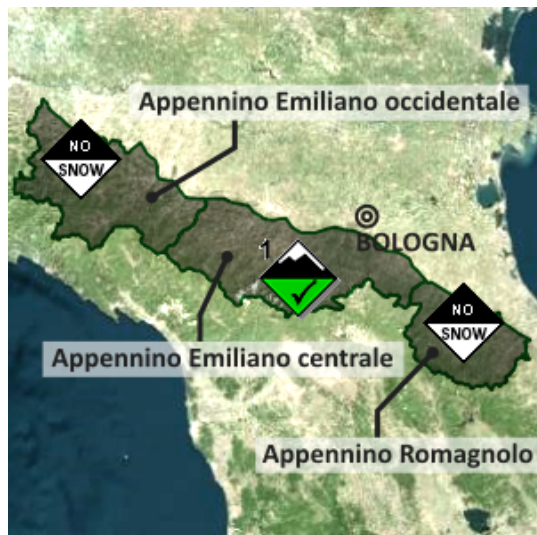 Appennino Emiliano occidentale
NO
SNOW
BOLOGNA
1
NO
SNOW
Appennino Emiliano centrale
Appennino Romagnolo